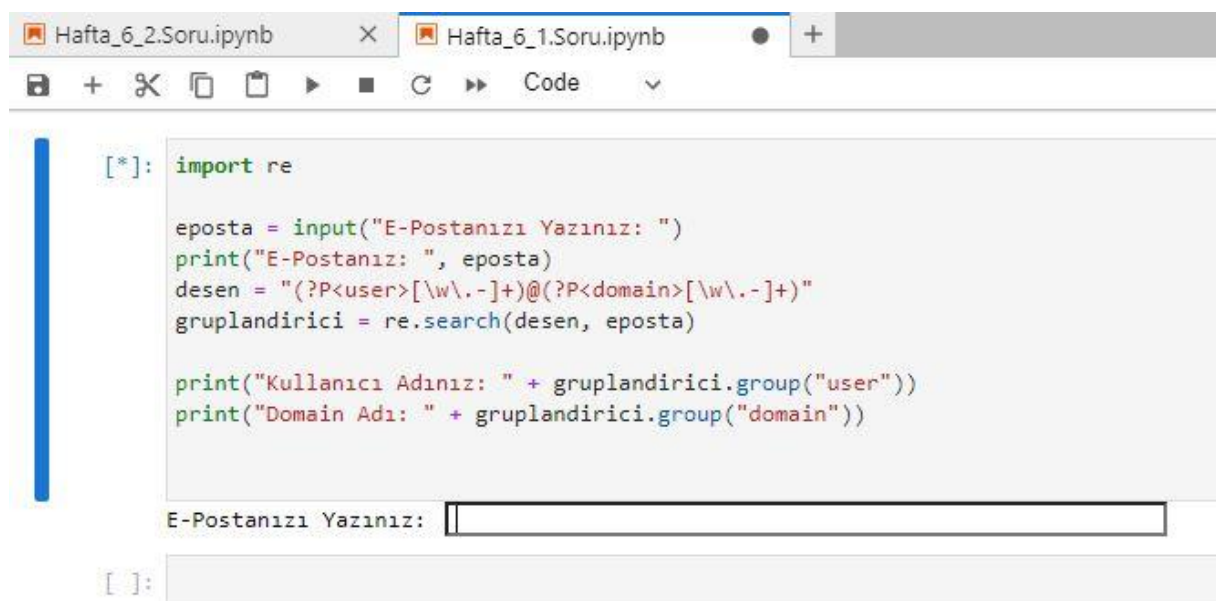 Hafta_6_2.Soru.ipynb Hafta_6_1.Soru.ipynb
Code
[*]: import re
eposta = input("E-Postanızı Yazınız: ")
print("E-Postanız: ", eposta)
desen = "(?P<user>[\w\.-]+)@(?P<domain>[\w\.-]+)"
gruplandirici = re.search(desen, eposta)
print("Kullanıcı Adınız: " + gruplandirici.group("user"))
print("Domain Adı: " + gruplandirici.group("domain"))
E-Postanızı Yazınız:
[ ]: